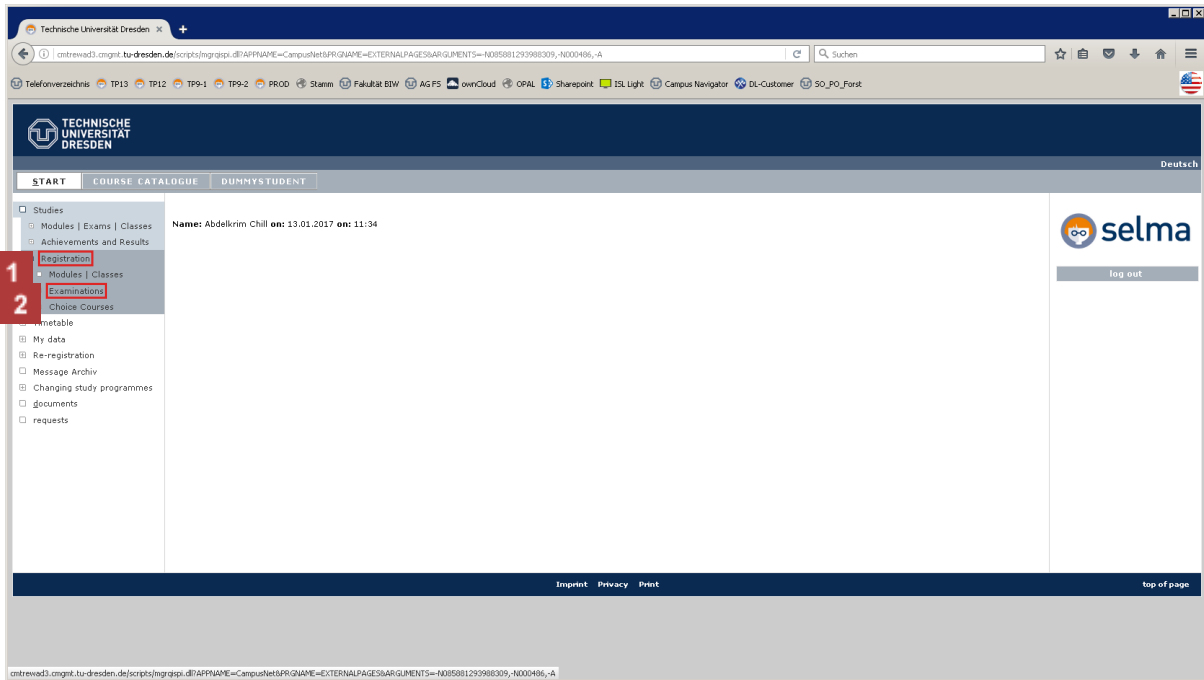 Technische Universität Dresden × +
cmtrewad3.cmgmt.tu-dresden.de/scripts/mgrqispi.dll?APPNAME=CampusNet&PRGNAME=EXTERNALPAGES&ARGUMENTS=-N085881293988309,-N000486,-A
Suchen
Telefonverzeichnis TP13 TP12 TP9-1 TP9-2 PROD Stamm Fakultät BIW AG FS ownCloud OPAL Sharepoint ISL Light Campus Navigator DL-Customer SO_PO_Forst
TECHNISCHE
UNIVERSITÄT
DRESDEN
Deutsch
START COURSE CATALOGUE DUMMYSTUDENT
Studies
Modules | Exams | Classes
Name: Abdelkrim Chill on: 13.01.2017 on: 11:34
selma
Achievements and Results
1
Registration
Modules | Classes
log out
2
Examinations
Choice Courses
Timetable
My data
Re-registration
Message Archiv
Changing study programmes
documents
requests
Imprint Privacy Print
top of page
cmtrewad3.cmgmt.tu-dresden.de/scripts/mgrqispi.dll?APPNAME=CampusNet&PRGNAME=EXTERNALPAGES&ARGUMENTS=-N085881293988309,-N000486,-A